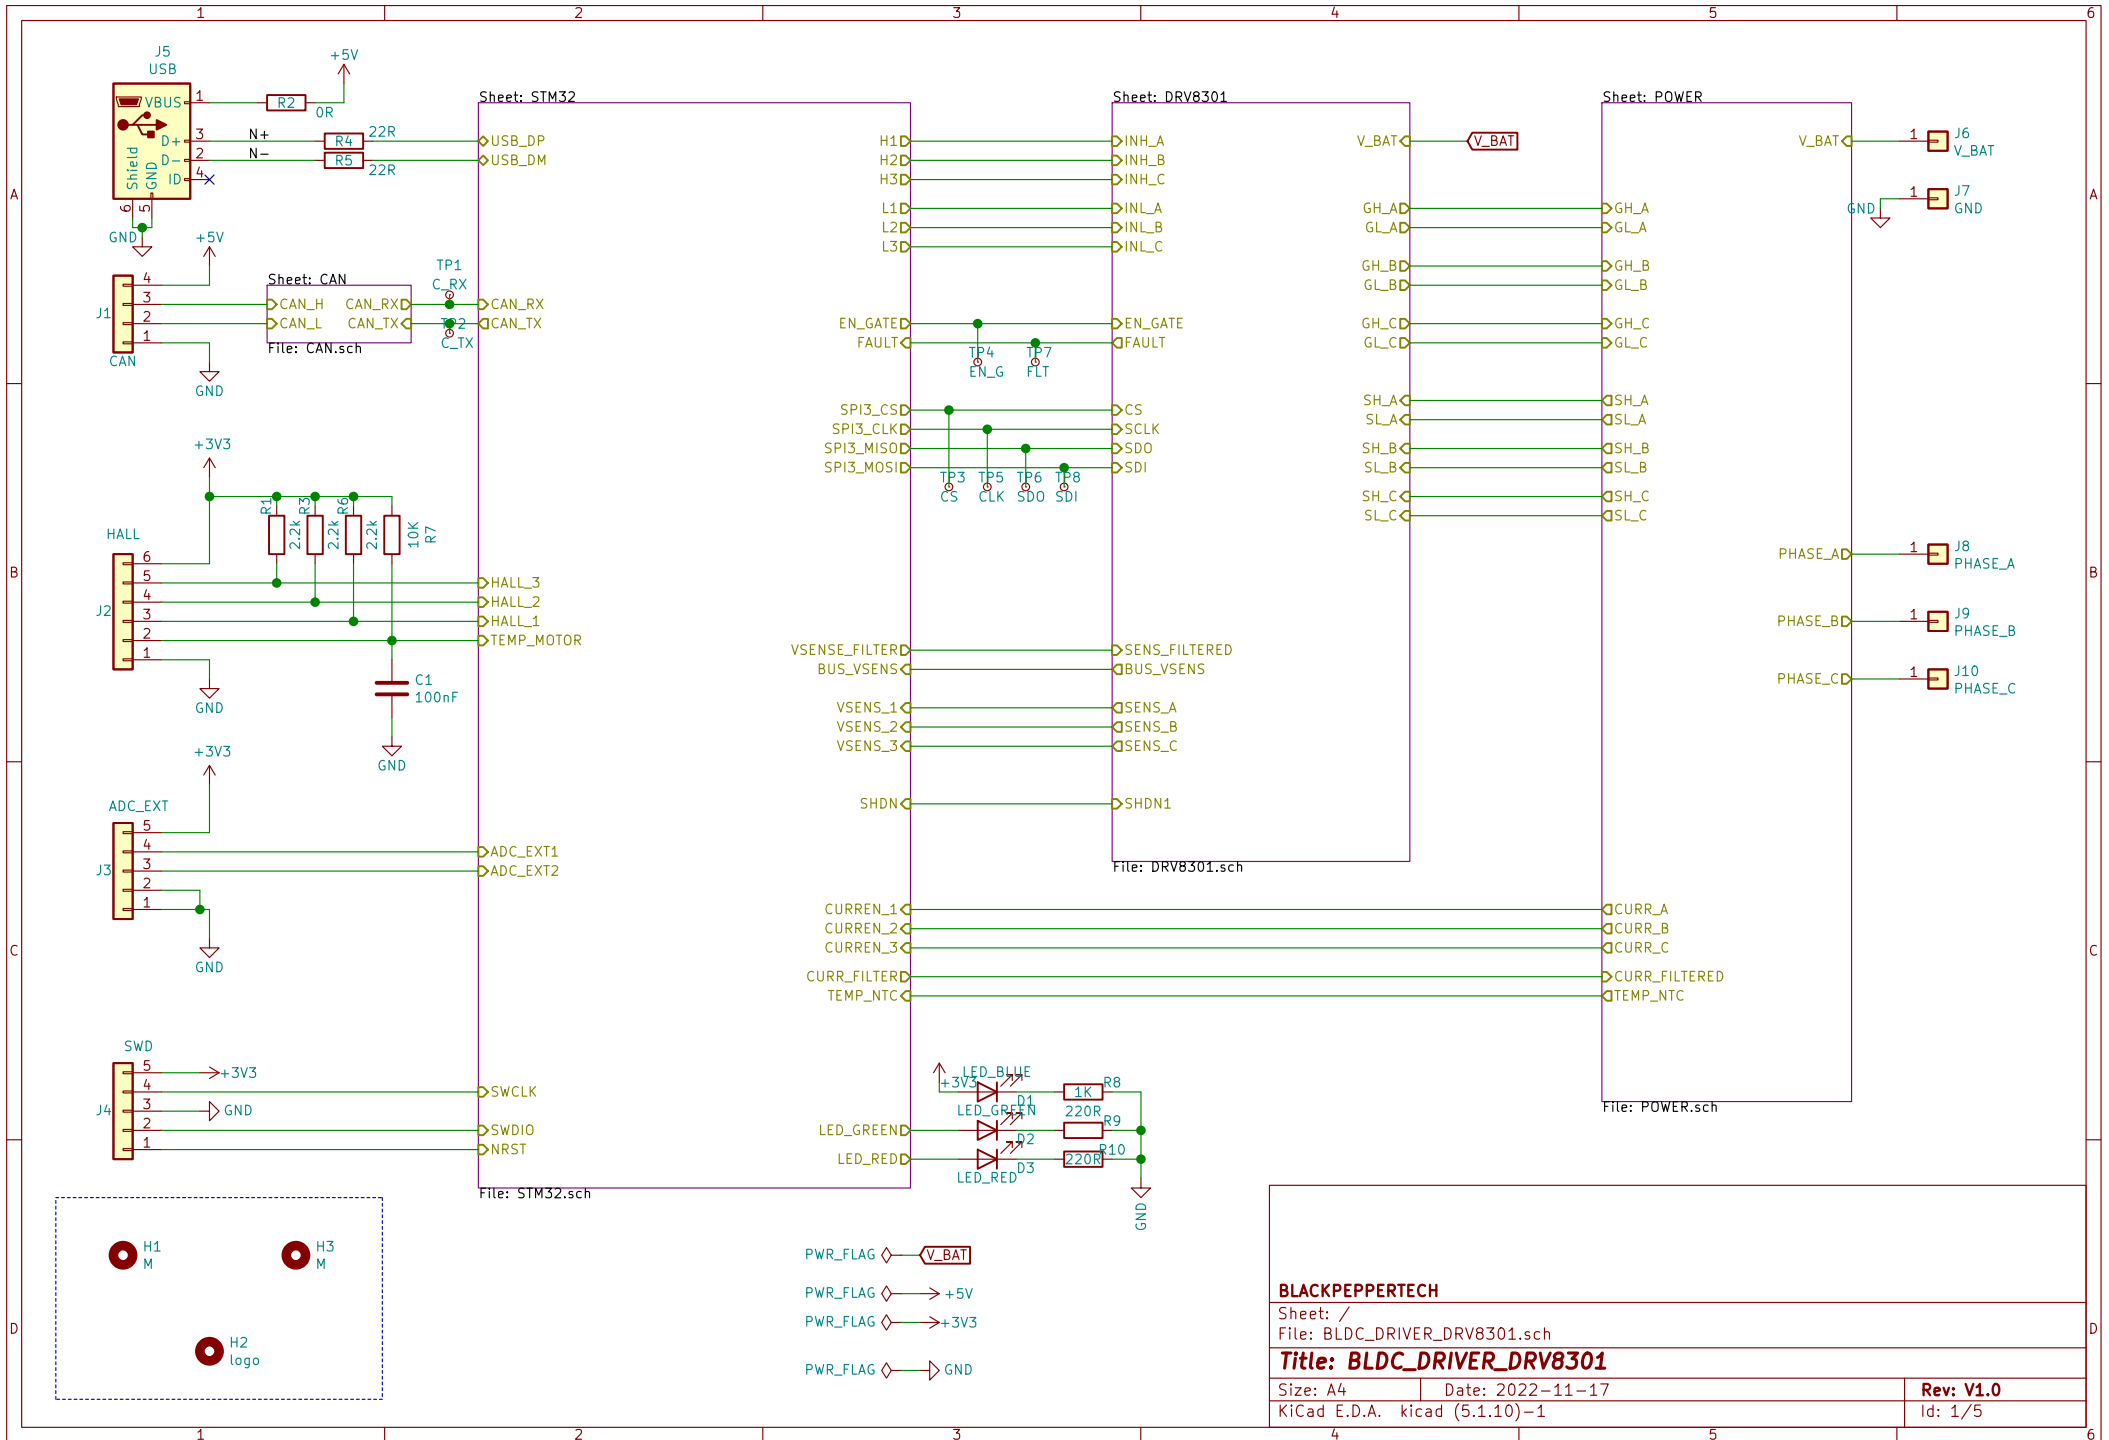 1 2 3 4 5 6
A A
B B
C C
D D
1 2 3 4 5 6
J5
USB
VBUS 1
D+ 3
D- 2
ID 4
Shield
GND
6 5
GND
+5V
R2
0R
N+
N-
R4
22R
R5
22R
+5V
J1
4
3
2
1
CAN
GND
Sheet: CAN
CAN_H CAN_RX
CAN_L CAN_TX
File: CAN.sch
TP1
C_RX
TP2
C_TX
+3V3
HALL
J2
6
5
4
3
2
1
GND
R1
2.2k
R3
2.2k
R6
2.2k
10K
R7
C1
100nF
GND
+3V3
ADC_EXT
J3
5
4
3
2
1
GND
SWD
J4
5 +3V3
4
3 GND
2
1
H1
M
H3
M
H2
logo
Sheet: STM32
USB_DP
USB_DM
CAN_RX
CAN_TX
HALL_3
HALL_2
HALL_1
TEMP_MOTOR
ADC_EXT1
ADC_EXT2
SWCLK
SWDIO
NRST
H1
H2
H3
L1
L2
L3
EN_GATE
FAULT
SPI3_CS
SPI3_CLK
SPI3_MISO
SPI3_MOSI
VSENSE_FILTER
BUS_VSENS
VSENS_1
VSENS_2
VSENS_3
SHDN
CURREN_1
CURREN_2
CURREN_3
CURR_FILTER
TEMP_NTC
LED_GREEN
LED_RED
File: STM32.sch
TP4
EN_G
TP7
FLT
TP3
CS
TP5
CLK
TP6
SDO
TP8
SDI
+3V3
LED_BLUE
D1
1K
R8
LED_GREEN
D2
220R
R9
LED_RED
D3
220R
R10
GND
Sheet: DRV8301
INH_A
INH_B
INH_C
INL_A
INL_B
INL_C
EN_GATE
FAULT
CS
SCLK
SDO
SDI
SENS_FILTERED
BUS_VSENS
SENS_A
SENS_B
SENS_C
SHDN1
V_BAT
GH_A
GL_A
GH_B
GL_B
GH_C
GL_C
SH_A
SL_A
SH_B
SL_B
SH_C
SL_C
File: DRV8301.sch
V_BAT
Sheet: POWER
V_BAT
GH_A
GL_A
GH_B
GL_B
GH_C
GL_C
SH_A
SL_A
SH_B
SL_B
SH_C
SL_C
PHASE_A
PHASE_B
PHASE_C
CURR_A
CURR_B
CURR_C
CURR_FILTERED
TEMP_NTC
File: POWER.sch
1 J6
V_BAT
1 J7
GND
GND
1 J8
PHASE_A
1 J9
PHASE_B
1 J10
PHASE_C
PWR_FLAG V_BAT
PWR_FLAG +5V
PWR_FLAG +3V3
PWR_FLAG GND
BLACKPEPPERTECH
Sheet: /
File: BLDC_DRIVER_DRV8301.sch
Title: BLDC_DRIVER_DRV8301
Size: A4 Date: 2022-11-17 Rev: V1.0
KiCad E.D.A. kicad (5.1.10)-1 Id: 1/5